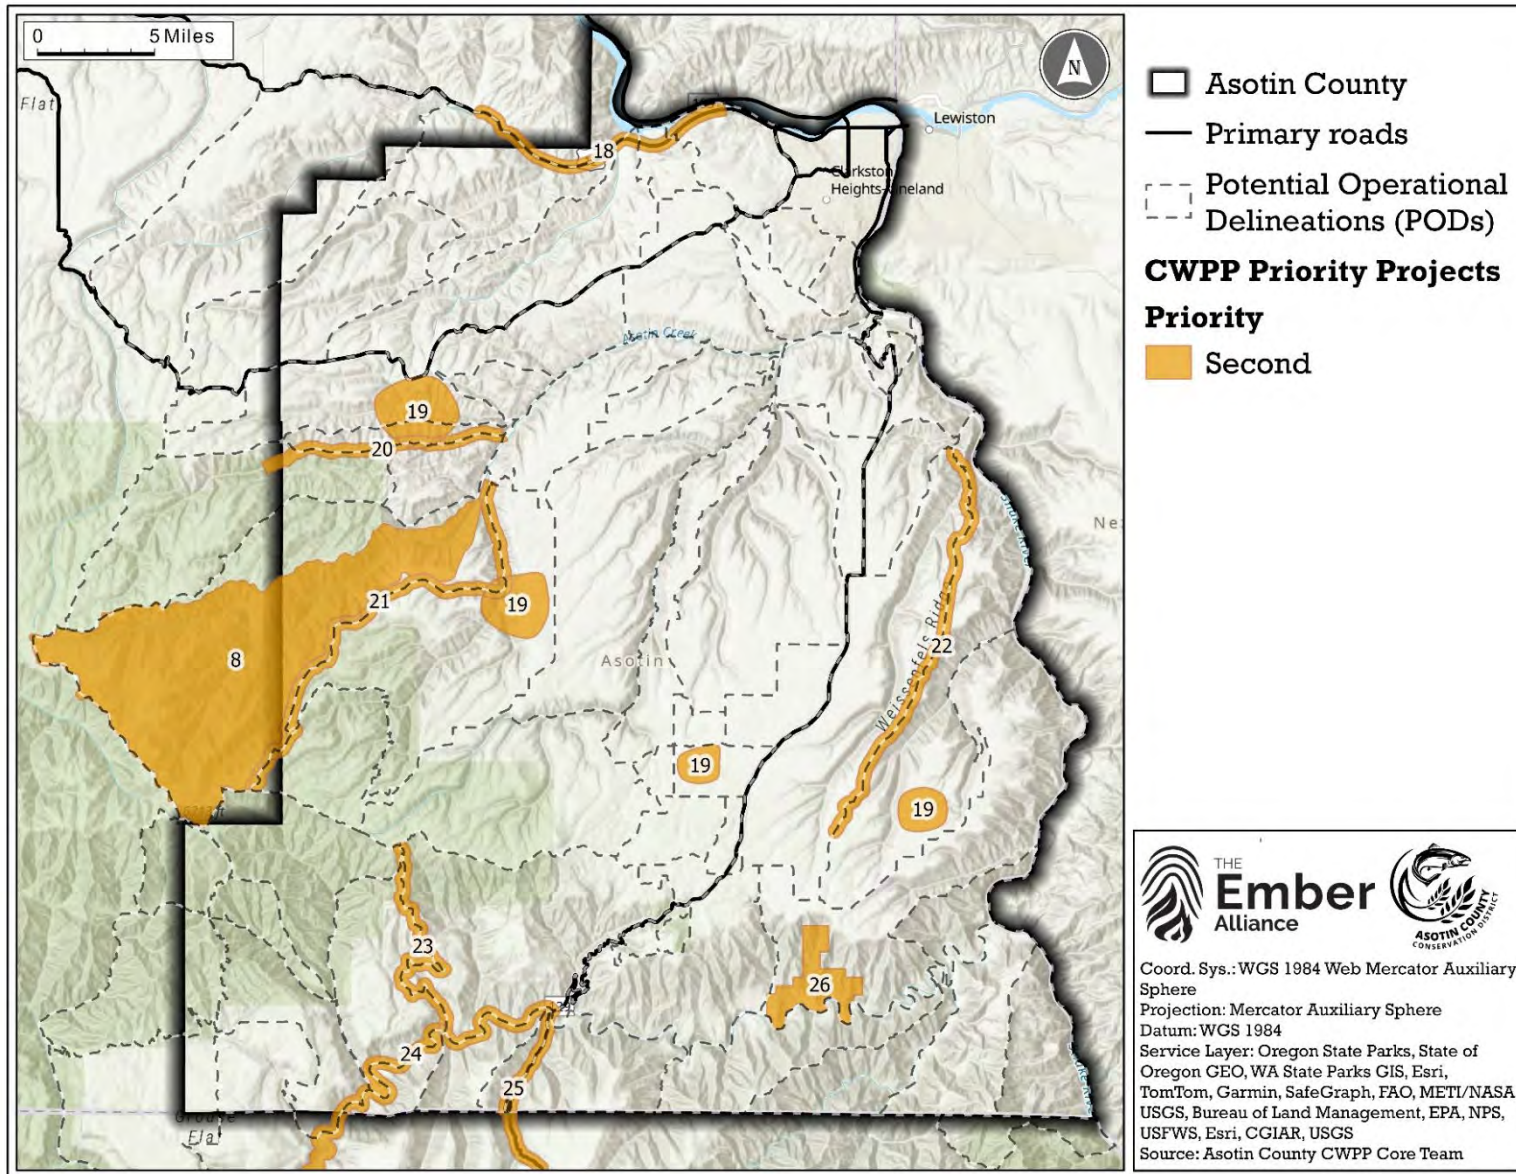 0 5 Miles
N
Flat
Lewiston
Clarkston
Heights-Vineland
18
Asotin Creek
19
20
Snake River
21
19
8
Weissenfels Ridge
22
Asotin
19
19
23
26
24
25
Asotin County
Primary roads
Potential Operational
Delineations (PODs)
CWPP Priority Projects
Priority
Second
THE
Ember
Alliance
ASOTIN COUNTY
CONSERVATION DISTRICT
Coord. Sys.: WGS 1984 Web Mercator Auxiliary
Sphere
Projection: Mercator Auxiliary Sphere
Datum: WGS 1984
Service Layer: Oregon State Parks, State of
Oregon GEO, WA State Parks GIS, Esri,
TomTom, Garmin, SafeGraph, FAO, METI/NASA
USGS, Bureau of Land Management, EPA, NPS,
USFWS, Esri, CGIAR, USGS
Source: Asotin County CWPP Core Team